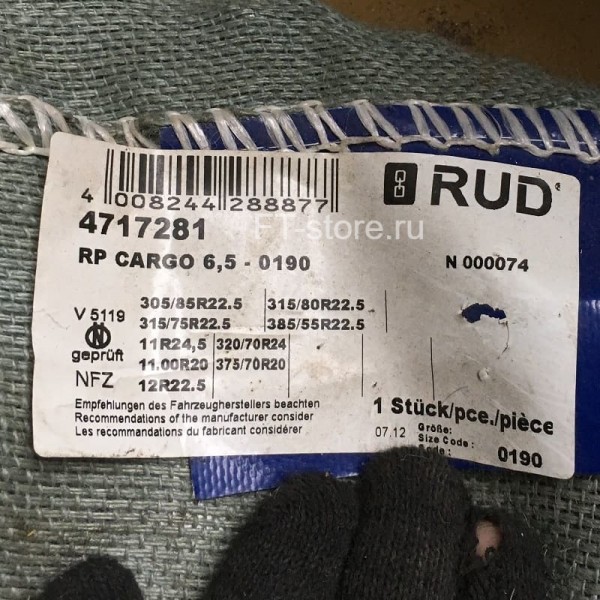 4 008244 288877
RUD
4717281
FT-store.ru
RP CARGO 6,5 - 0190
N 000074
V 5119
geprüft
NFZ
305/85R22.5 315/80R22.5
315/75R22.5 385/55R22.5
11R24,5 320/70R24
11.00R20 375/70R20
12R22.5
Empfehlungen des Fahrzeugherstellers beachten
Recommendations of the manufacturer consider
Les recommandations du fabricant considérer
1 Stück/pce./pièce
07.12
Größe:
Size Code:
Code: 0190